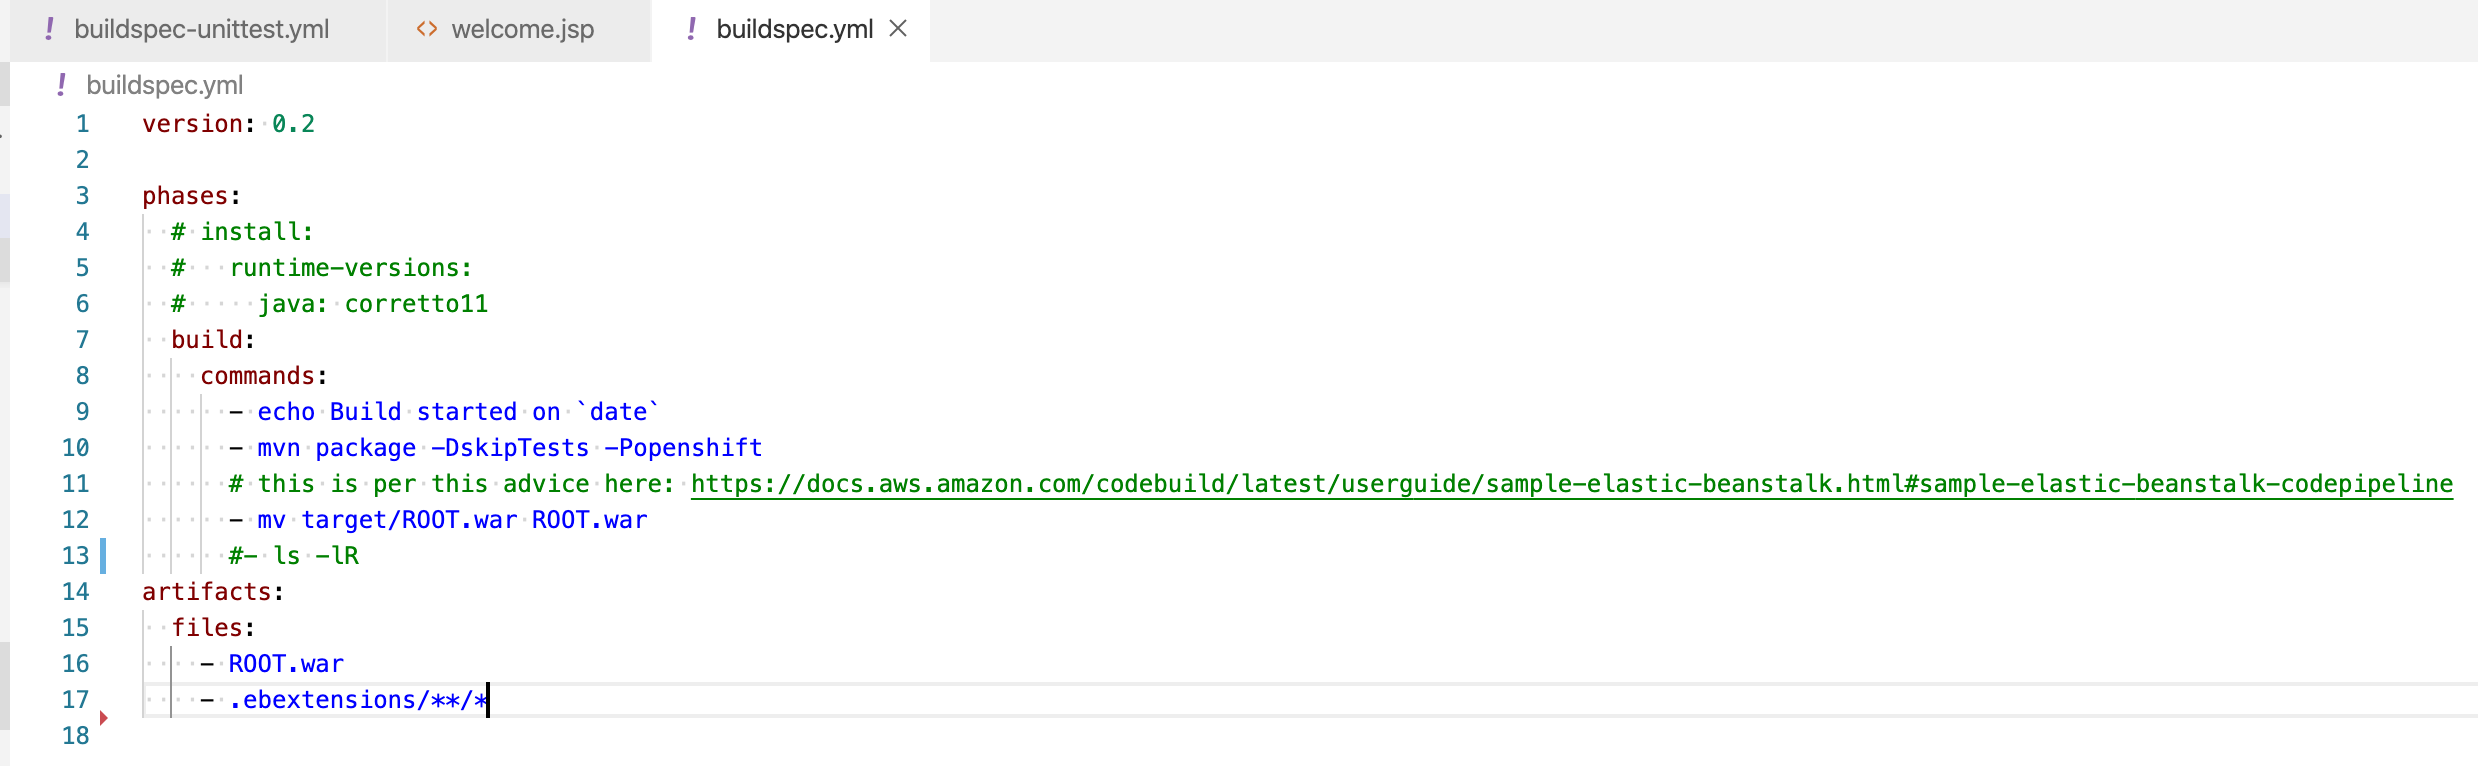 buildspec-unittest.yml
welcome.jsp
buildspec.yml
buildspec.yml
1 version: 0.2
2
3 phases:
4   # install:
5   #   runtime-versions:
6   #     java: corretto11
7   build:
8     commands:
9       - echo Build started on `date`
10       - mvn package -DskipTests -Popenshift
11       # this is per this advice here: https://docs.aws.amazon.com/codebuild/latest/userguide/sample-elastic-beanstalk.html#sample-elastic-beanstalk-codepipeline
12       - mv target/ROOT.war ROOT.war
13       #- ls -lR
14 artifacts:
15   files:
16     - ROOT.war
17     - .ebextensions/**/*
18